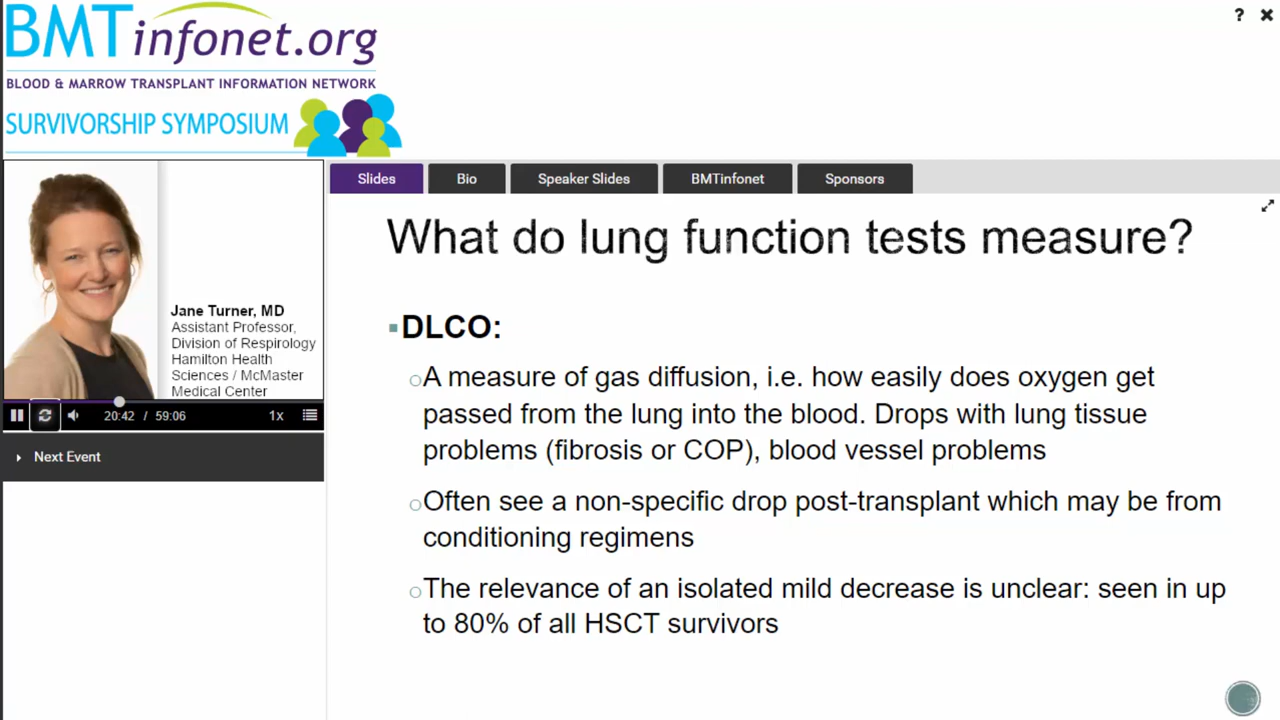 BMTinfonet.org
BLOOD & MARROW TRANSPLANT INFORMATION NETWORK
SURVIVORSHIP SYMPOSIUM
? ×
Slides
Bio
Speaker Slides
BMTinfonet
Sponsors
Jane Turner, MD
Assistant Professor,
Division of Respirology
Hamilton Health
Sciences / McMaster
Medical Center
20:42 / 59:06 1x
Next Event
What do lung function tests measure?
▪DLCO:
○A measure of gas diffusion, i.e. how easily does oxygen get
passed from the lung into the blood. Drops with lung tissue
problems (fibrosis or COP), blood vessel problems
○Often see a non-specific drop post-transplant which may be from
conditioning regimens
○The relevance of an isolated mild decrease is unclear: seen in up
to 80% of all HSCT survivors